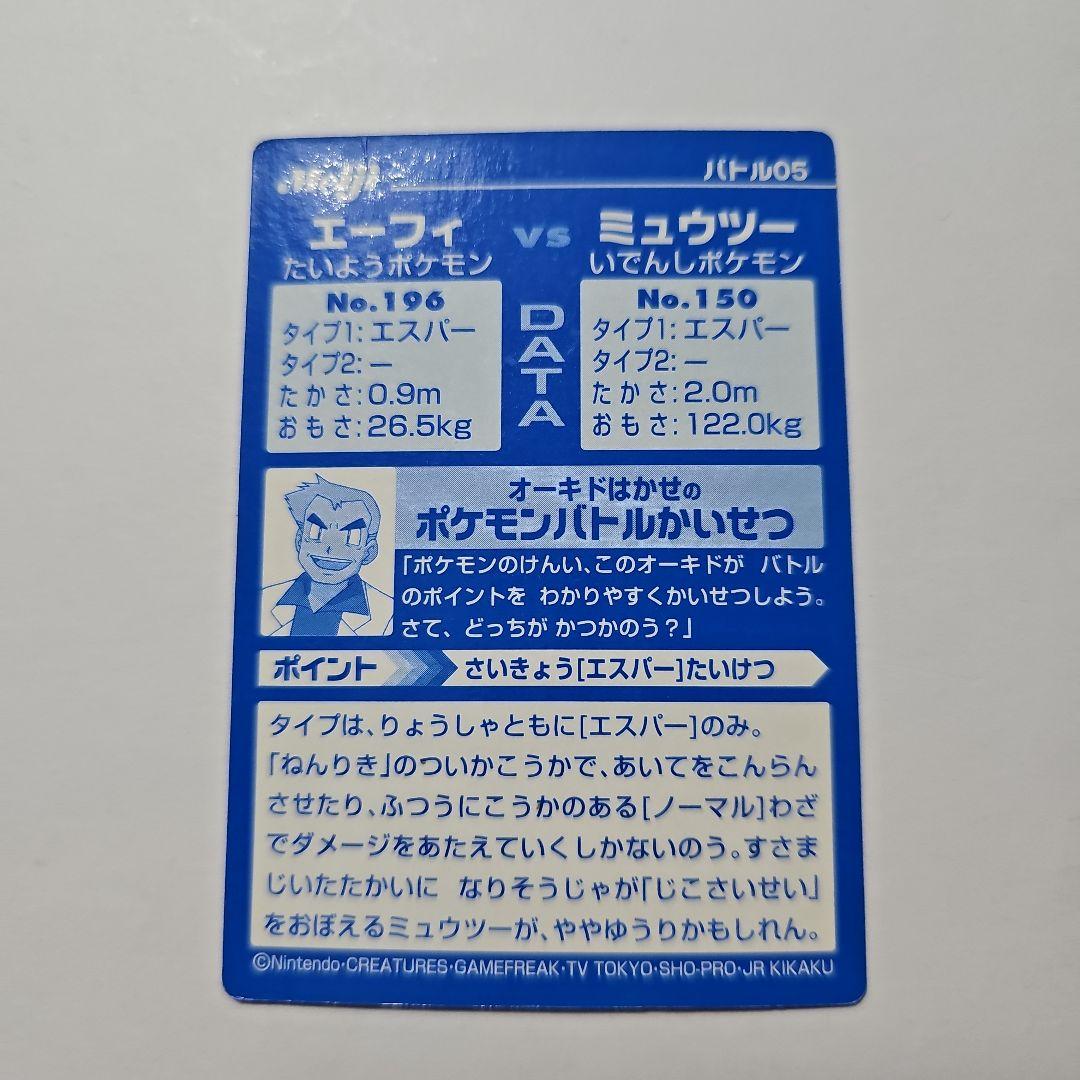 Meiji
バトル05
エーフィ vs ミュウツー
たいようポケモン いでんしポケモン
DATA
No.196
タイプ1:エスパー
タイプ2:ー
たかさ:0.9m
おもさ:26.5kg
No.150
タイプ1:エスパー
タイプ2:ー
たかさ:2.0m
おもさ:122.0kg
オーキドはかせの
ポケモンバトルかいせつ
「ポケモンのけんい、このオーキドが バトル
のポイントを わかりやすくかいせつしよう。
さて、どっちが かつかのう?」
ポイント さいきょう[エスパー]たいけつ
タイプは、りょうしゃともに[エスパー]のみ。
「ねんりき」のついかこうかで、あいてをこんらん
させたり、ふつうにこうかのある[ノーマル]わざ
でダメージをあたえていくしかないのう。すさま
じいたたかいに なりそうじゃが「じこさいせい」
をおぼえるミュウツーが、ややゆうりかもしれん。
©Nintendo・CREATURES・GAMEFREAK・TV TOKYO・SHO-PRO・JR KIKAKU